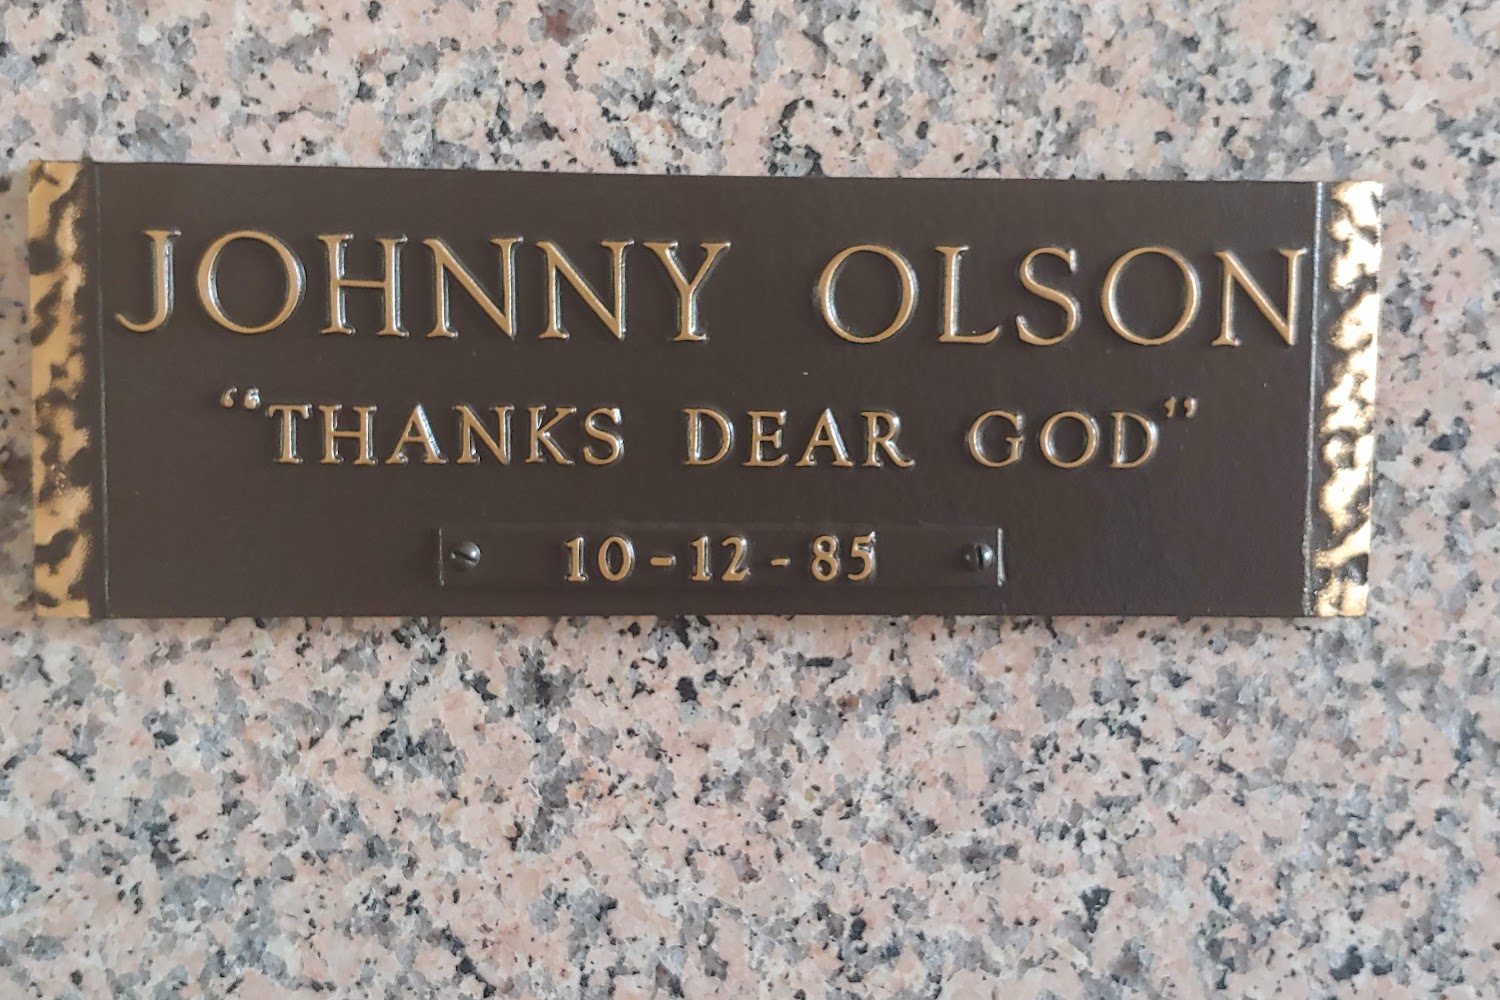 JOHNNY OLSON
“THANKS DEAR GOD”
10-12-85